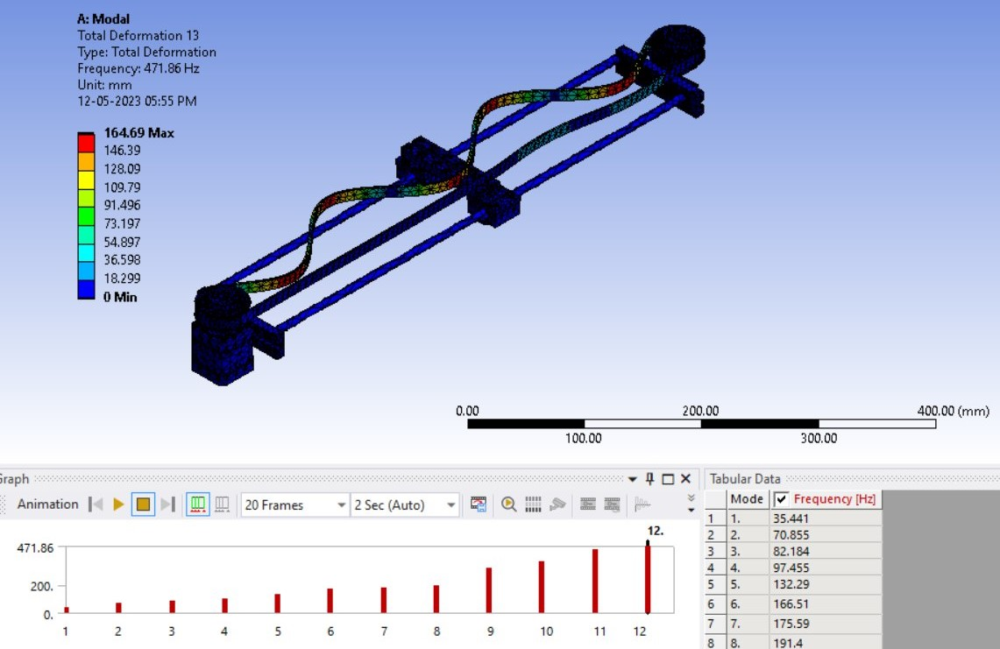 A: Modal
Total Deformation 13
Type: Total Deformation
Frequency: 471.86 Hz
Unit: mm
12-05-2023 05:55 PM
164.69 Max
146.39
128.09
109.79
91.496
73.197
54.897
36.598
18.299
0 Min
0.00 200.00 400.00 (mm)
100.00 300.00
Graph
Animation 20 Frames 2 Sec (Auto)
12.
471.86
200.
0.
1 2 3 4 5 6 7 8 9 10 11 12
Tabular Data
Mode Frequency [Hz]
1 1. 35.441
2 2. 70.855
3 3. 82.184
4 4. 97.455
5 5. 132.29
6 6. 166.51
7 7. 175.59
8 8. 191.4